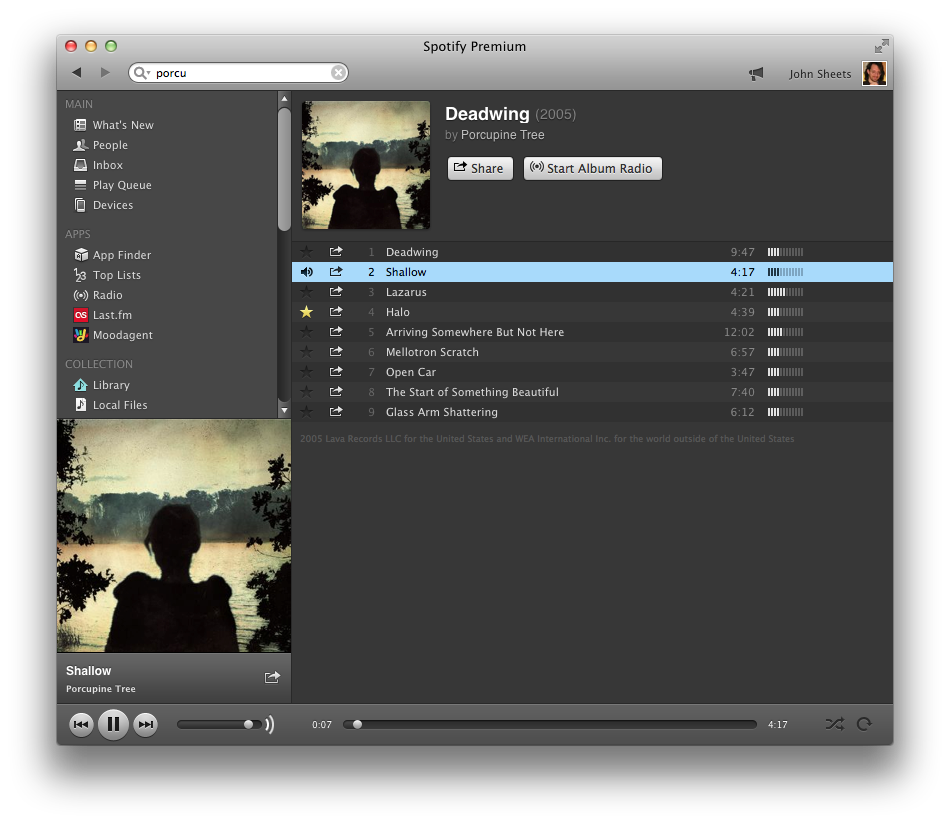 Spotify Premium
porcu
John Sheets
MAIN
What's New
People
Inbox
Play Queue
Devices
APPS
App Finder
Top Lists
Radio
Last.fm
Moodagent
COLLECTION
Library
Local Files
Deadwing (2005)
by Porcupine Tree
Share
Start Album Radio
1 Deadwing 9:47
2 Shallow 4:17
3 Lazarus 4:21
4 Halo 4:39
5 Arriving Somewhere But Not Here 12:02
6 Mellotron Scratch 6:57
7 Open Car 3:47
8 The Start of Something Beautiful 7:40
9 Glass Arm Shattering 6:12
2005 Lava Records LLC for the United States and WEA International Inc. for the world outside of the United States
Shallow
Porcupine Tree
0:07
4:17